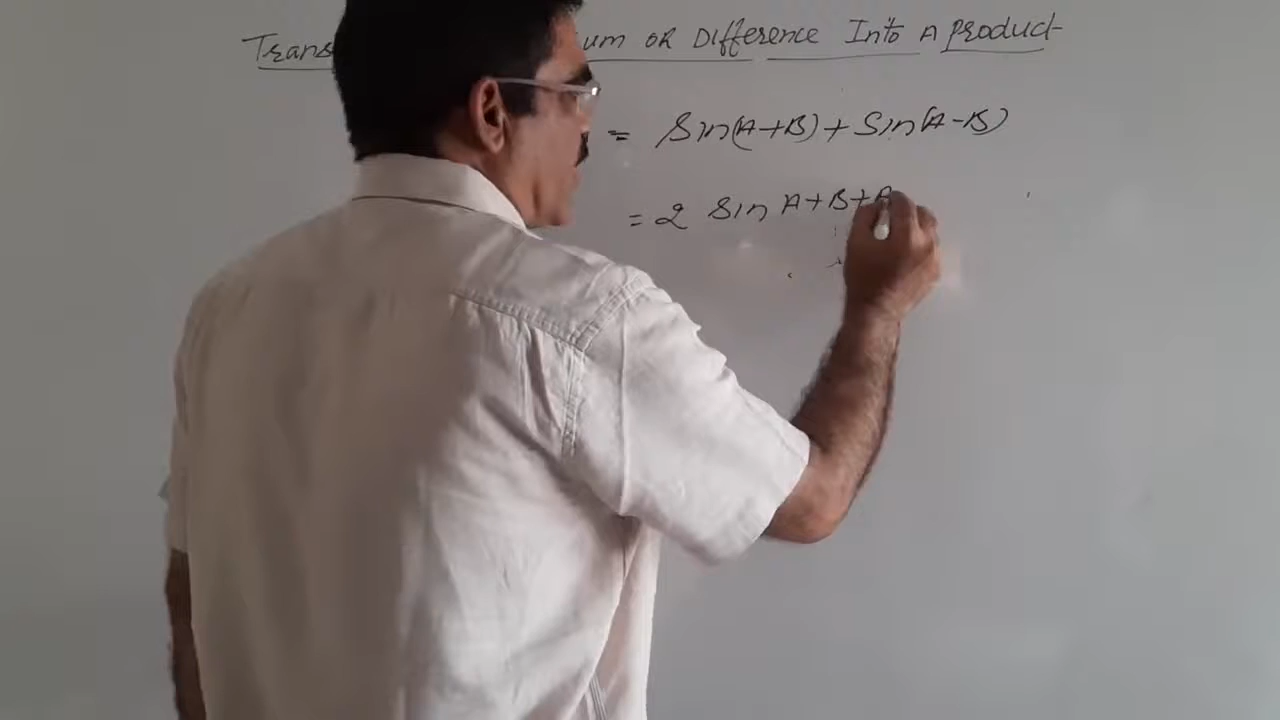 Trans um OR Difference Into A Product
= Sin(A+B) + Sin(A-B)
= 2 Sin A+B+A